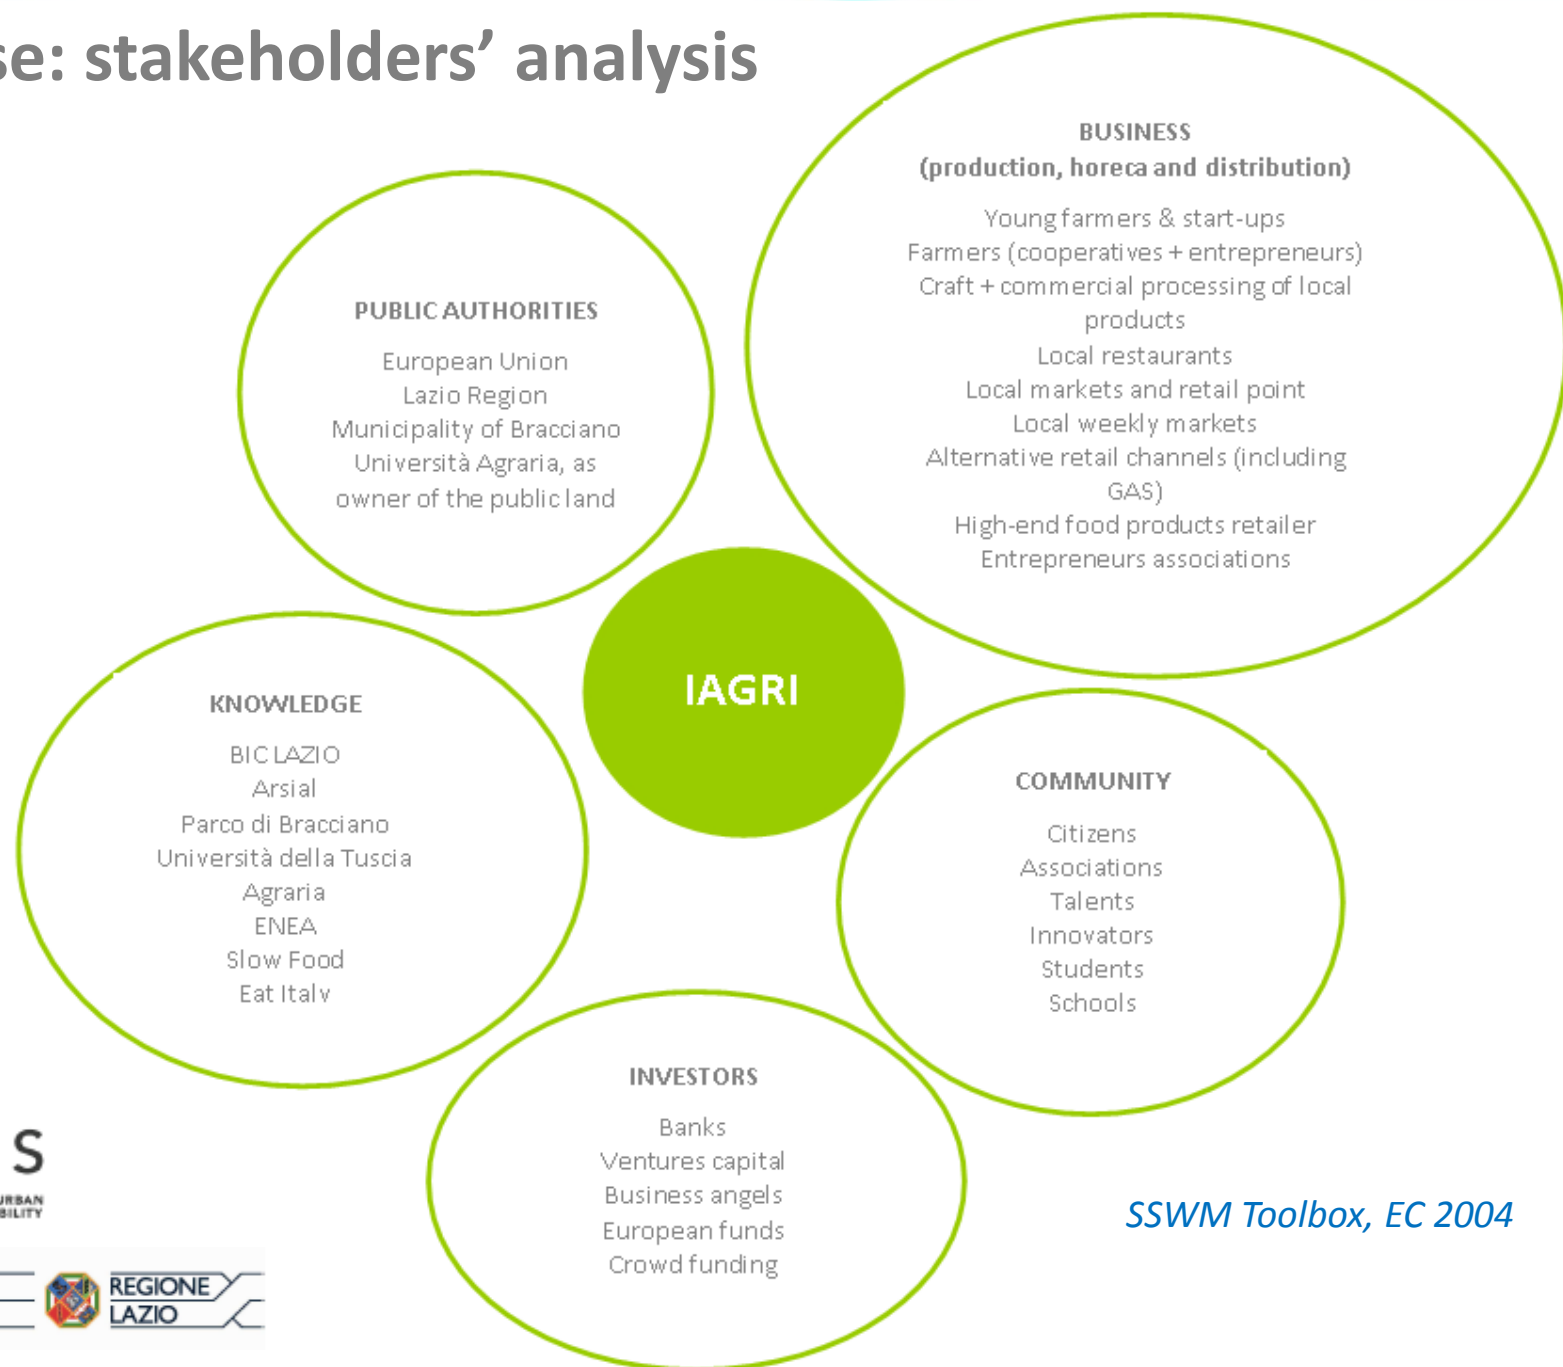 se: stakeholders' analysis
BUSINESS
(production, horeca and distribution)
Young farmers & start-ups
Farmers (cooperatives + entrepreneurs)
Craft + commercial processing of local
products
Local restaurants
Local markets and retail point
Local weekly markets
Alternative retail channels (including
GAS)
High-end food products retailer
Entrepreneurs associations
PUBLIC AUTHORITIES
European Union
Lazio Region
Municipality of Bracciano
Università Agraria, as
owner of the public land
IAGRI
KNOWLEDGE
BIC LAZIO
Arsial
Parco di Bracciano
Università della Tuscia
Agraria
ENEA
Slow Food
Eat Italy
COMMUNITY
Citizens
Associations
Talents
Innovators
Students
Schools
INVESTORS
Banks
Ventures capital
Business angels
European funds
Crowd funding
S
URBAN
BILITY
SSWM Toolbox, EC 2004
REGIONE
LAZIO